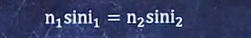 n₁sini₁ = n₂sini₂